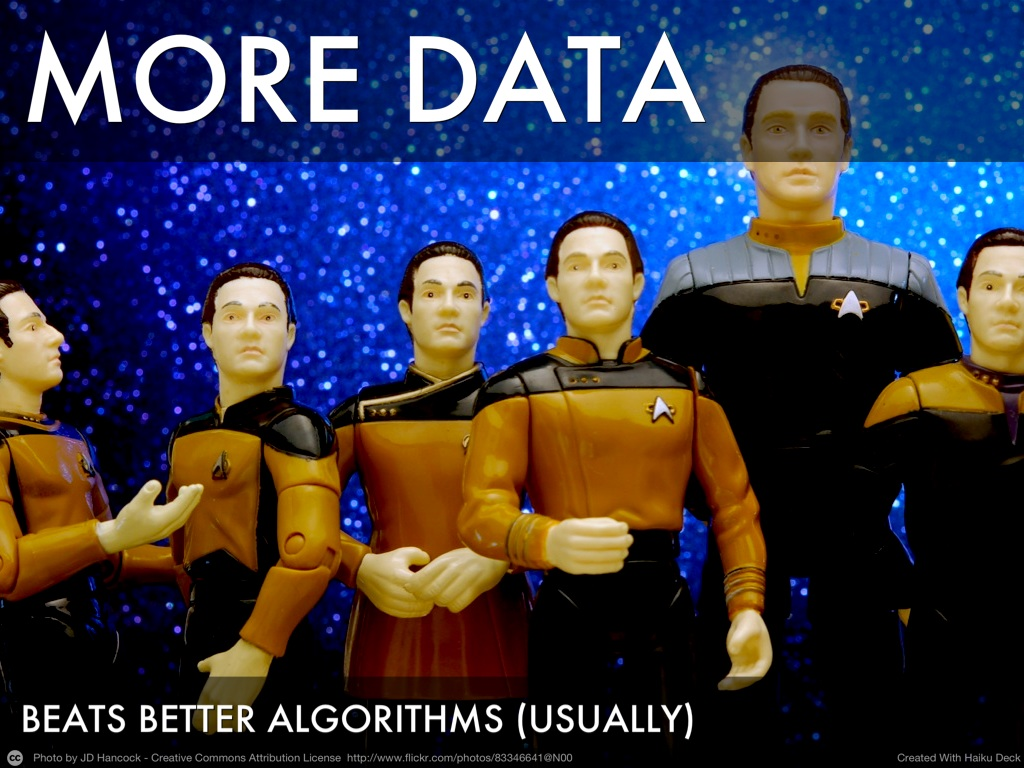 MORE DATA
BEATS BETTER ALGORITHMS (USUALLY)
cc Photo by JD Hancock - Creative Commons Attribution License http://www.flickr.com/photos/83346641@N00
Created With Haiku Deck